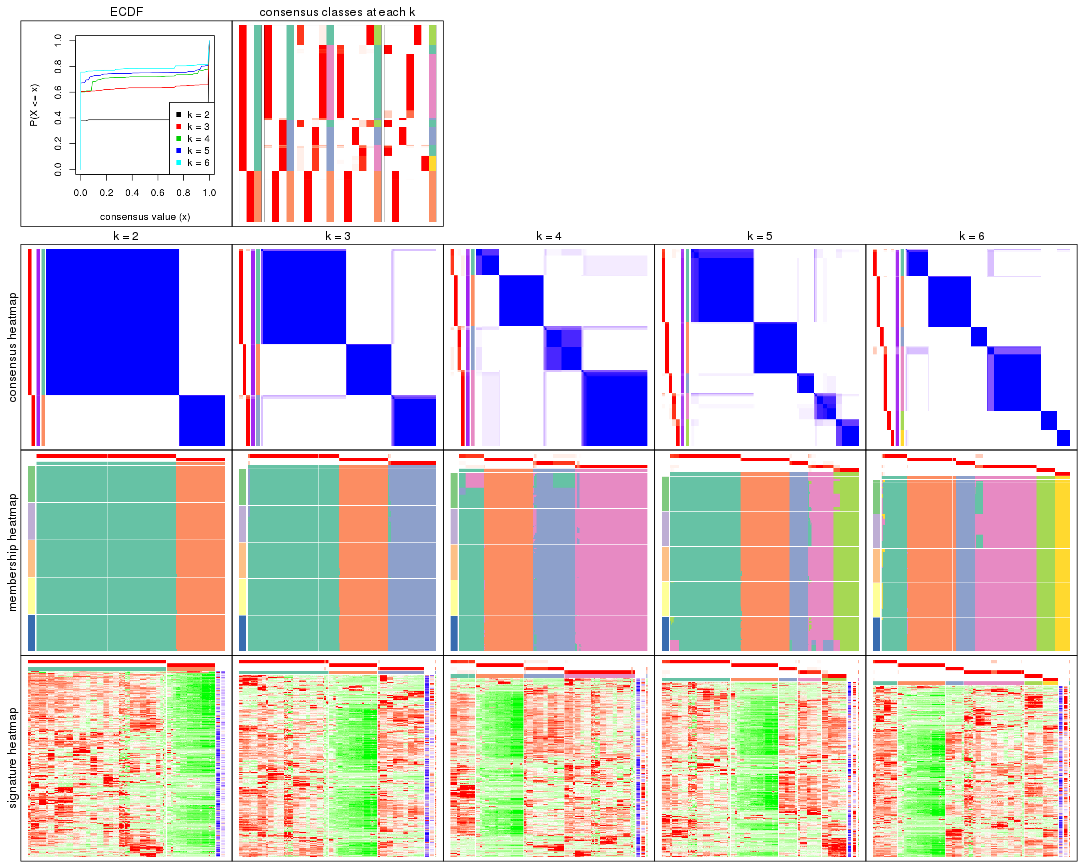 ECDF
consensus classes at each k
P(X <= x)
0.0 0.2 0.4 0.6 0.8 1.0
k = 2
k = 3
k = 4
k = 5
k = 6
0.0 0.2 0.4 0.6 0.8 1.0
consensus value (x)
k = 2
k = 3
k = 4
k = 5
k = 6
consensus heatmap
membership heatmap
signature heatmap